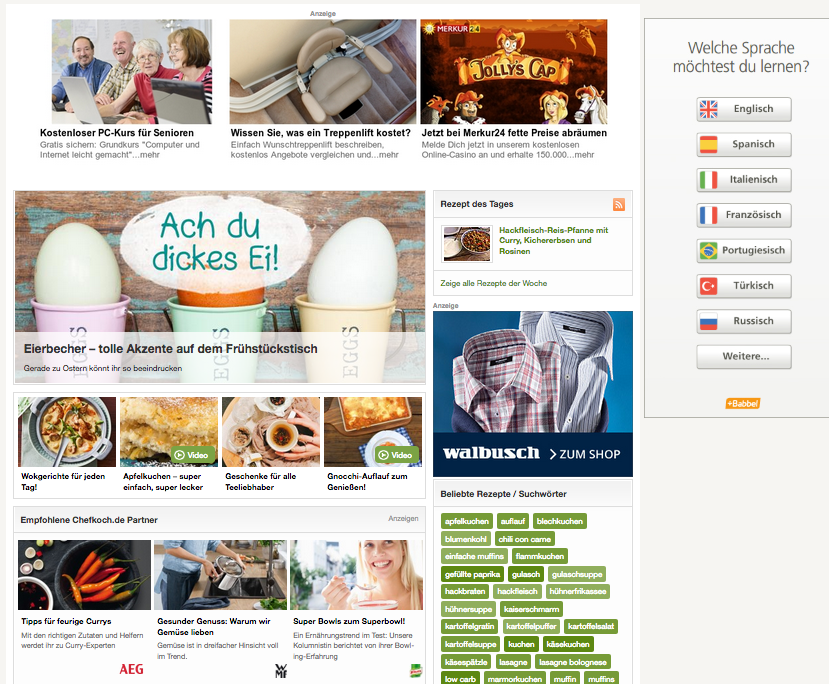 Anzeige
MERKUR24
JOLLY'S CAP
Kostenloser PC-Kurs für Senioren
Gratis sichern: Grundkurs "Computer und
Internet leicht gemacht"...mehr
Wissen Sie, was ein Treppenlift kostet?
Einfach Wunschtreppenlift beschreiben,
kostenlos Angebote vergleichen und...mehr
Jetzt bei Merkur24 fette Preise abräumen
Melde Dich jetzt in unserem kostenlosen
Online-Casino an und erhalte 150.000...mehr
Ach du
dickes Ei!
EGGS
EGGS
EGGS
Eierbecher – tolle Akzente auf dem Frühstückstisch
Gerade zu Ostern könnt ihr so beeindrucken
Video
Video
Wokgerichte für jeden
Tag!
Apfelkuchen – super
einfach, super lecker
Geschenke für alle
Teeliebhaber
Gnocchi-Auflauf zum
Genießen!
Empfohlene Chefkoch.de Partner
Anzeigen
Tipps für feurige Currys
Mit den richtigen Zutaten und Helfern
werdet ihr zu Curry-Experten
AEG
Gesunder Genuss: Warum wir
Gemüse lieben
Gemüse ist in dreifacher Hinsicht voll
im Trend.
WMF
Super Bowls zum Superbowl!
Ein Ernährungstrend im Test: Unsere
Kolumnistin berichtet von ihrer Bowl-
ing-Erfahrung
Rezept des Tages
Hackfleisch-Reis-Pfanne mit
Curry, Kichererbsen und
Rosinen
Zeige alle Rezepte der Woche
Anzeige
walbusch > ZUM SHOP
Beliebte Rezepte / Suchwörter
apfelkuchen auflauf blechkuchen
blumenkohl chili con carne
einfache muffins flammkuchen
gefüllte paprika gulasch gulaschsuppe
hackbraten hackfleisch hühnerfrikassee
hühnersuppe kaiserschmarrn
kartoffelgratin kartoffelpuffer kartoffelsalat
kartoffelsuppe kuchen käsekuchen
käsespätzle lasagne lasagne bolognese
low carb marmorkuchen muffin muffins
Welche Sprache
möchtest du lernen?
Englisch
Spanisch
Italienisch
Französisch
Portugiesisch
Türkisch
Russisch
Weitere...
+Babbel